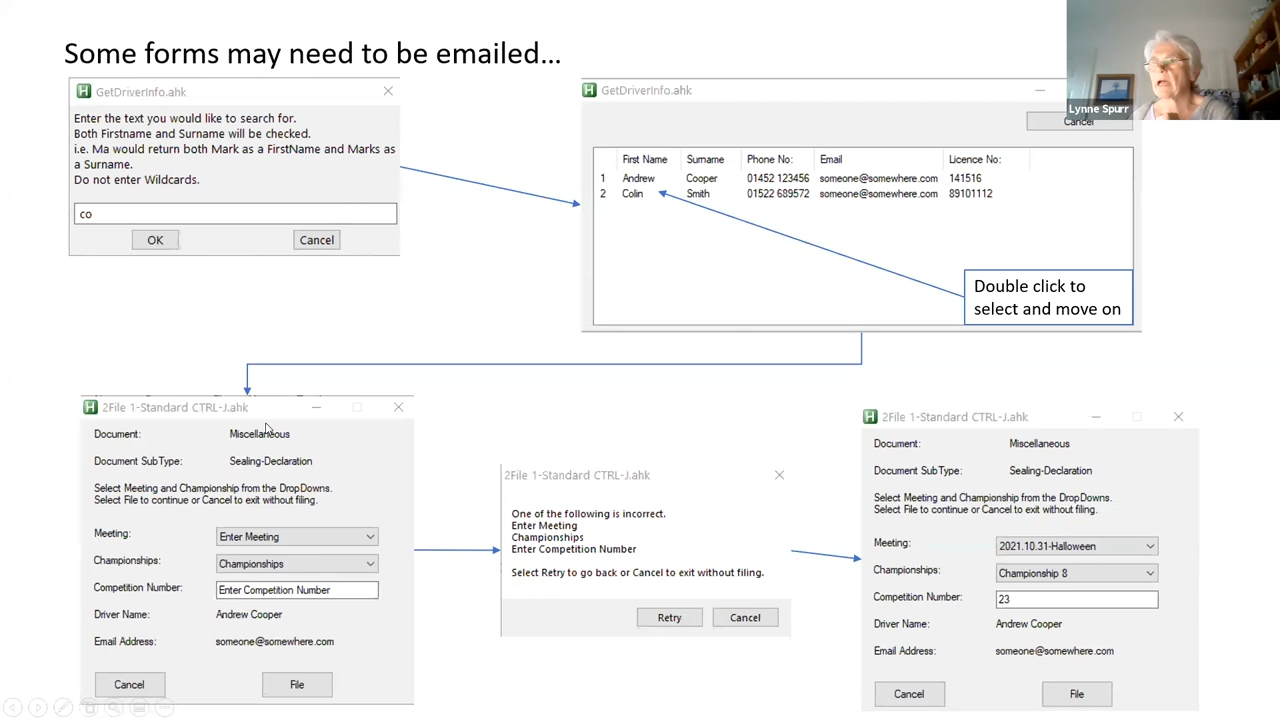 Some forms may need to be emailed...
Lynne Spurr
GetDriverInfo.ahk
Enter the text you would like to search for.
Both Firstname and Surname will be checked.
i.e. Ma would return both Mark as a FirstName and Marks as
a Surname.
Do not enter Wildcards.
co
OK Cancel
GetDriverInfo.ahk
Cancel
First Name Surname Phone No: Email Licence No:
1 Andrew Cooper 01452 123456 someone@somewhere.com 141516
2 Colin Smith 01522 689572 someone@somewhere.com 89101112
Double click to
select and move on
2File 1-Standard CTRL-J.ahk
Document: Miscellaneous
Document SubType: Sealing-Declaration
Select Meeting and Championship from the DropDowns.
Select File to continue or Cancel to exit without filing.
Meeting: Enter Meeting
Championships: Championships
Competition Number: Enter Competition Number
Driver Name: Andrew Cooper
Email Address: someone@somewhere.com
Cancel File
2File 1-Standard CTRL-J.ahk
One of the following is incorrect.
Enter Meeting
Championships
Enter Competition Number
Select Retry to go back or Cancel to exit without filing.
Retry Cancel
2File 1-Standard CTRL-J.ahk
Document: Miscellaneous
Document SubType: Sealing-Declaration
Select Meeting and Championship from the DropDowns.
Select File to continue or Cancel to exit without filing.
Meeting: 2021.10.31-Halloween
Championships: Championship 8
Competition Number: 23
Driver Name: Andrew Cooper
Email Address: someone@somewhere.com
Cancel File